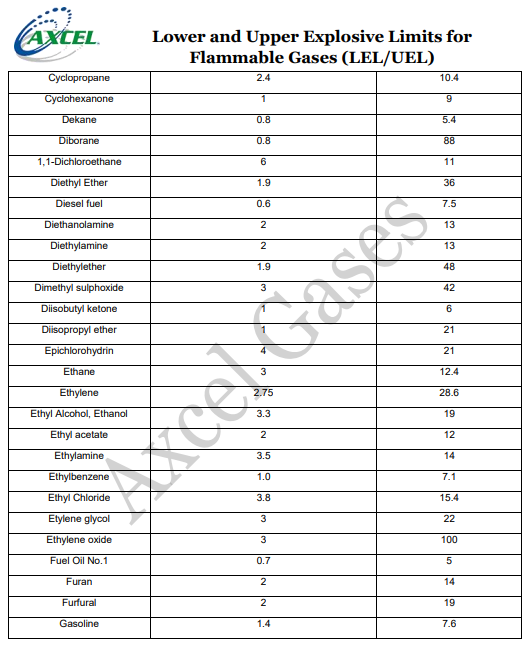 AXCEL
Lower and Upper Explosive Limits for
Flammable Gases (LEL/UEL)
Cyclopropane 2.4 10.4
Cyclohexanone 1 9
Dekane 0.8 5.4
Diborane 0.8 88
1,1-Dichloroethane 6 11
Diethyl Ether 1.9 36
Diesel fuel 0.6 7.5
Diethanolamine 2 13
Diethylamine 2 13
Diethylether 1.9 48
Dimethyl sulphoxide 3 42
Diisobutyl ketone 1 6
Diisopropyl ether 1 21
Epichlorohydrin 4 21
Ethane 3 12.4
Ethylene 2.75 28.6
Ethyl Alcohol, Ethanol 3.3 19
Ethyl acetate 2 12
Ethylamine 3.5 14
Ethylbenzene 1.0 7.1
Ethyl Chloride 3.8 15.4
Etylene glycol 3 22
Ethylene oxide 3 100
Fuel Oil No.1 0.7 5
Furan 2 14
Furfural 2 19
Gasoline 1.4 7.6
Axcel Gases